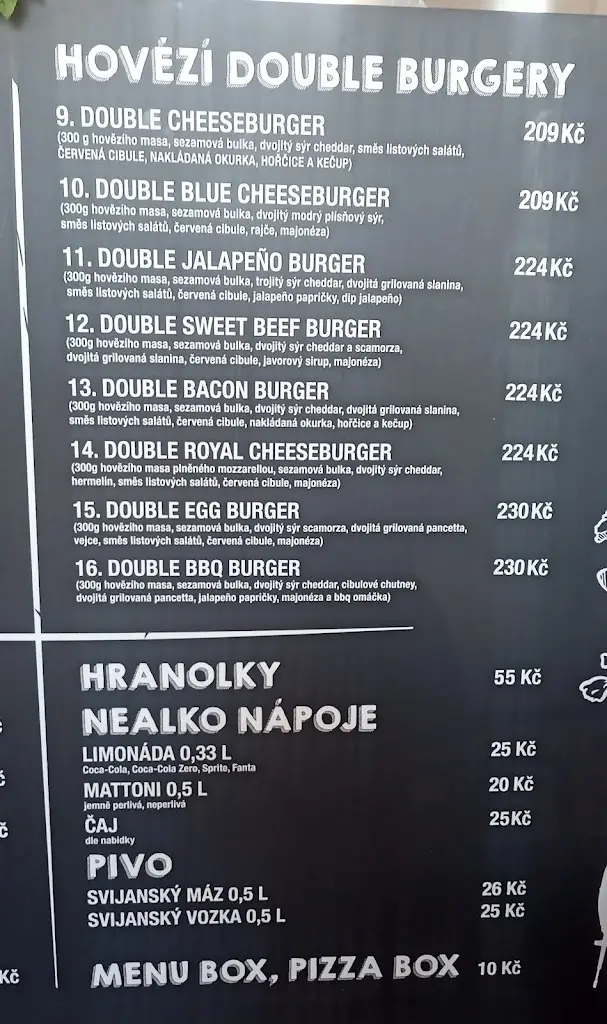 HOVĚZÍ DOUBLE BURGERY
9. DOUBLE CHEESEBURGER 209 Kč
(300 g hovězího masa, sezamová bulka, dvojitý sýr cheddar, směs listových salátů,
ČERVENÁ CIBULE, NAKLÁDANÁ OKURKA, HOŘČICE A KEČUP)
10. DOUBLE BLUE CHEESEBURGER 209 Kč
(300g hovězího masa, sezamová bulka, dvojitý modrý plísňový sýr,
směs listových salátů, červená cibule, rajče, majonéza)
11. DOUBLE JALAPEÑO BURGER 224 Kč
(300g hovězího masa, sezamová bulka, trojitý sýr cheddar, dvojitá grilovaná slanina,
směs listových salátů, červená cibule, jalapeño papričky, dip jalapeño)
12. DOUBLE SWEET BEEF BURGER 224 Kč
(300g hovězího masa, sezamová bulka, dvojitý sýr cheddar a scamorza,
dvojitá grilovaná slanina, červená cibule, javorový sirup, majonéza)
13. DOUBLE BACON BURGER 224 Kč
(300g hovězího masa, sezamová bulka, dvojitý sýr cheddar, dvojitá grilovaná slanina,
směs listových salátů, červená cibule, nakládaná okurka, hořčice a kečup)
14. DOUBLE ROYAL CHEESEBURGER 224 Kč
(300g hovězího masa plněného mozzarellou, sezamová bulka, dvojitý sýr cheddar,
hermelín, směs listových salátů, červená cibule, majonéza)
15. DOUBLE EGG BURGER 230 Kč
(300g hovězího masa, sezamová bulka, dvojitý sýr scamorza, dvojitá grilovaná pancetta,
vejce, směs listových salátů, červená cibule, majonéza)
16. DOUBLE BBQ BURGER 230 Kč
(300g hovězího masa, sezamová bulka, dvojitý sýr cheddar, cibulové chutney,
dvojitá grilovaná pancetta, jalapeño papričky, majonéza a bbq omáčka)
HRANOLKY 55 Kč
NEALKO NÁPOJE
LIMONÁDA 0,33 L 25 Kč
Coca-Cola, Coca-Cola Zero, Sprite, Fanta
MATTONI 0,5 L 20 Kč
jemně perlivá, neperlivá
ČAJ 25 Kč
dle nabídky
PIVO
SVIJANSKÝ MÁZ 0,5 L 26 Kč
SVIJANSKÝ VOZKA 0,5 L 25 Kč
MENU BOX, PIZZA BOX 10 Kč
Kč